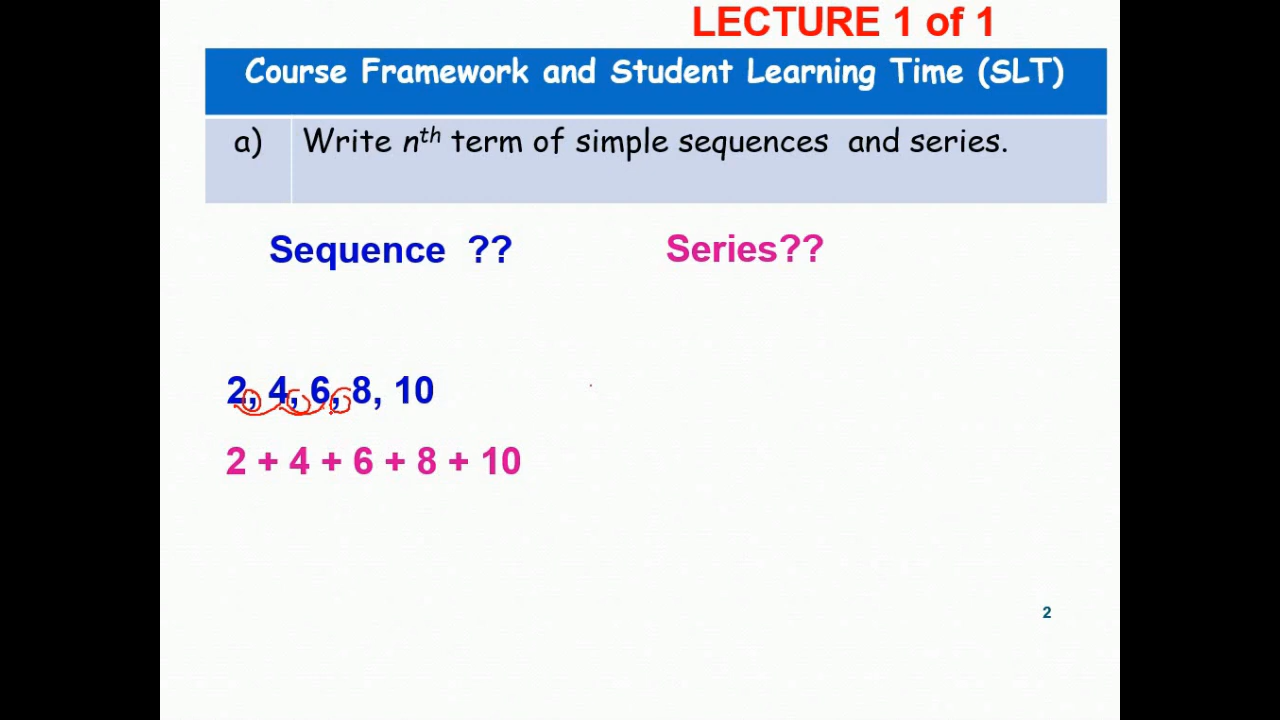 LECTURE 1 of 1
Course Framework and Student Learning Time (SLT)
a) Write nth term of simple sequences and series.
Sequence ?? Series??
2, 4, 6, 8, 10
2 + 4 + 6 + 8 + 10
2